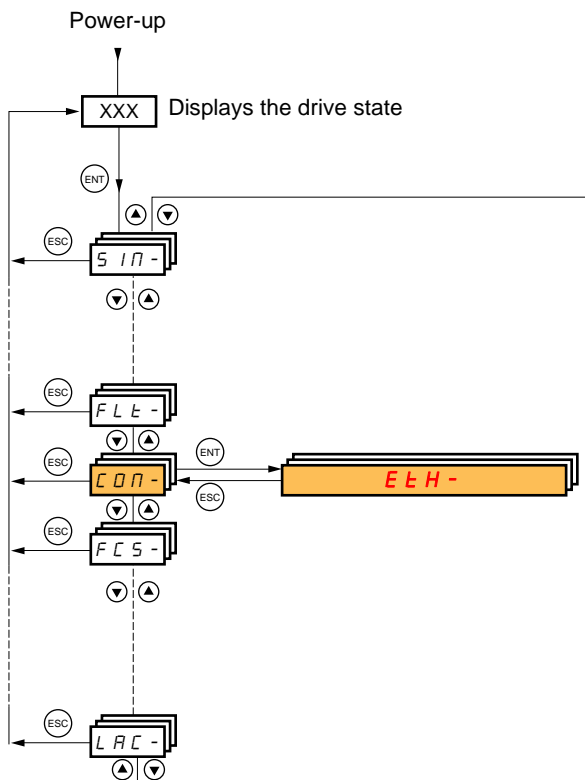 Power-up
XXX Displays the drive state
ENT
ESC
SIM-
ESC
FLt-
ESC
ENT
COM-
EtH-
ESC
ESC
FCS-
ESC
LAC-